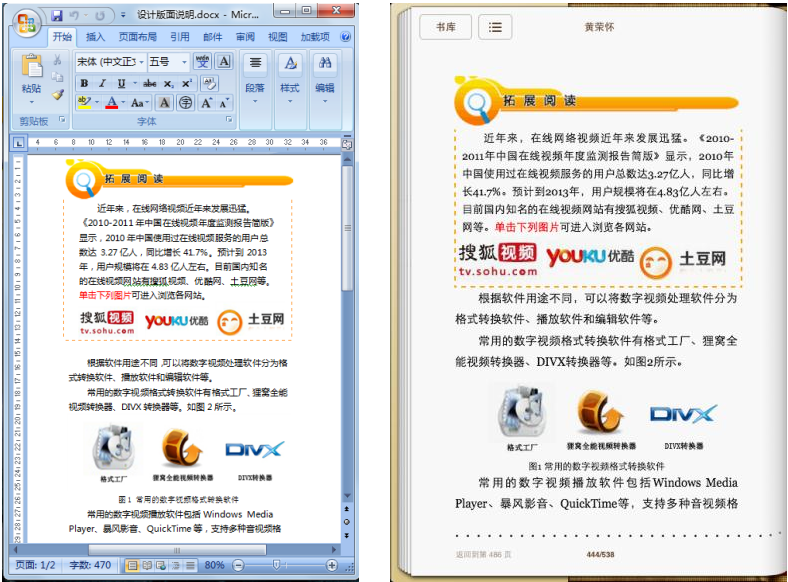 设计版面说明.docx - Micr...
开始 插入 页面布局 引用 邮件 审阅 视图 加载项
宋体 (中文正 五号
粘贴
段落 样式 编辑
剪贴板 字体
4 6 8 10 12 14 16 18 20 22 24 26 28 30 32 34 36
拓展阅读
近年来，在线网络视频近年来发展迅猛。
《2010-2011年中国在线视频年度监测报告简版》
显示，2010年中国使用过在线视频服务的用户总
数达 3.27 亿人，同比增长 41.7%。预计到 2013
年，用户规模将在 4.83 亿人左右。目前国内知名
的在线视频网站有搜狐视频、优酷网、土豆网等。
单击下列图片可进入浏览各网站。
搜狐视频 YOUKU优酷 土豆网
tv.sohu.com
根据软件用途不同,可以将数字视频处理软件分为格
式转换软件、播放软件和编辑软件等。
常用的数字视频格式转换软件有格式工厂、狸窝全能
视频转换器、DIVX 转换器等。如图 2 所示。
DIVX
格式工厂 狸窝全能视频转换器 DIVX转换器
图 1 常用的数字视频格式转换软件
常用的数字视频播放软件包括 Windows Media
Player、暴风影音、QuickTime 等，支持多种音视频格
页面: 1/2 字数: 470 80%
书库 黄荣怀
拓展阅读
近年来，在线网络视频近年来发展迅猛。《2010-
2011年中国在线视频年度监测报告简版》显示，2010年
中国使用过在线视频服务的用户总数达3.27亿人，同比增
长41.7%。预计到2013年，用户规模将在4.83亿人左右。
目前国内知名的在线视频网站有搜狐视频、优酷网、土豆
网等。单击下列图片可进入浏览各网站。
搜狐视频 YOUKU优酷 土豆网
tv.sohu.com
根据软件用途不同，可以将数字视频处理软件分为
格式转换软件、播放软件和编辑软件等。
常用的数字视频格式转换软件有格式工厂、狸窝全
能视频转换器、DIVX转换器等。如图2所示。
DIVX
格式工厂 狸窝全能视频转换器 DIVX转换器
图1 常用的数字视频格式转换软件
常用的数字视频播放软件包括Windows Media
Player、暴风影音、QuickTime等，支持多种音视频格
返回到第 486 页 444/538